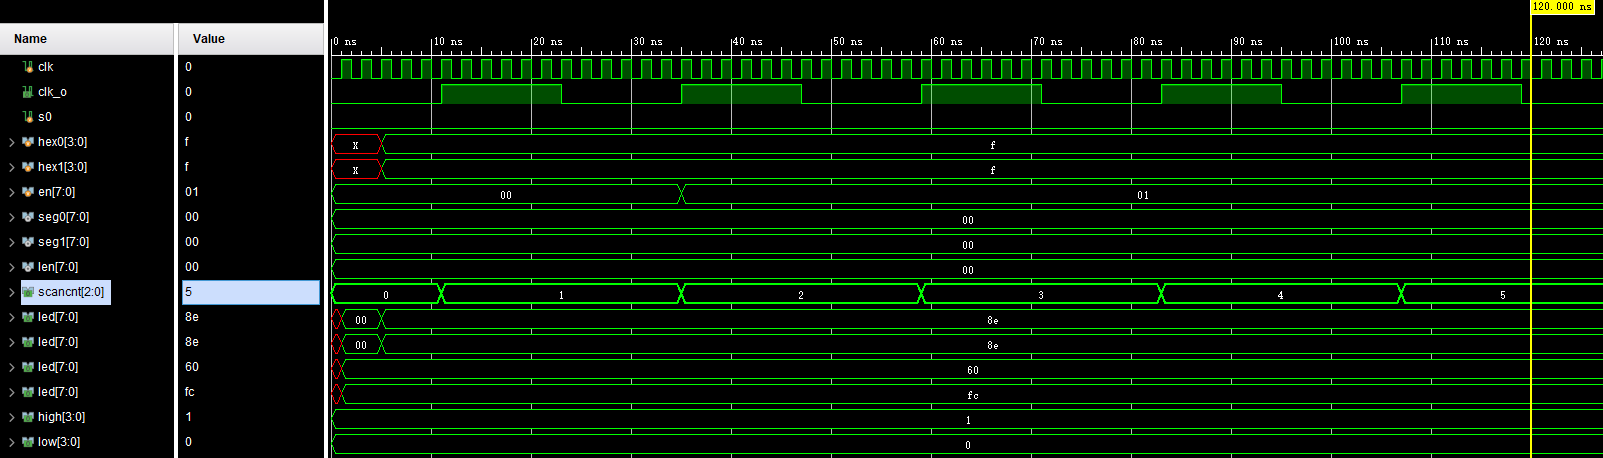 120.000 ns
Name Value
0 ns 10 ns 20 ns 30 ns 40 ns 50 ns 60 ns 70 ns 80 ns 90 ns 100 ns 110 ns 120 ns
clk 0
clk_o 0
s0 0
hex0[3:0] f X f
hex1[3:0] f X f
en[7:0] 01 00 01
seg0[7:0] 00 00
seg1[7:0] 00 00
len[7:0] 00 00
scancnt[2:0] 5 0 1 2 3 4 5
led[7:0] 8e 00 8e
led[7:0] 8e 00 8e
led[7:0] 60 60
led[7:0] fc fc
high[3:0] 1 1
low[3:0] 0 0